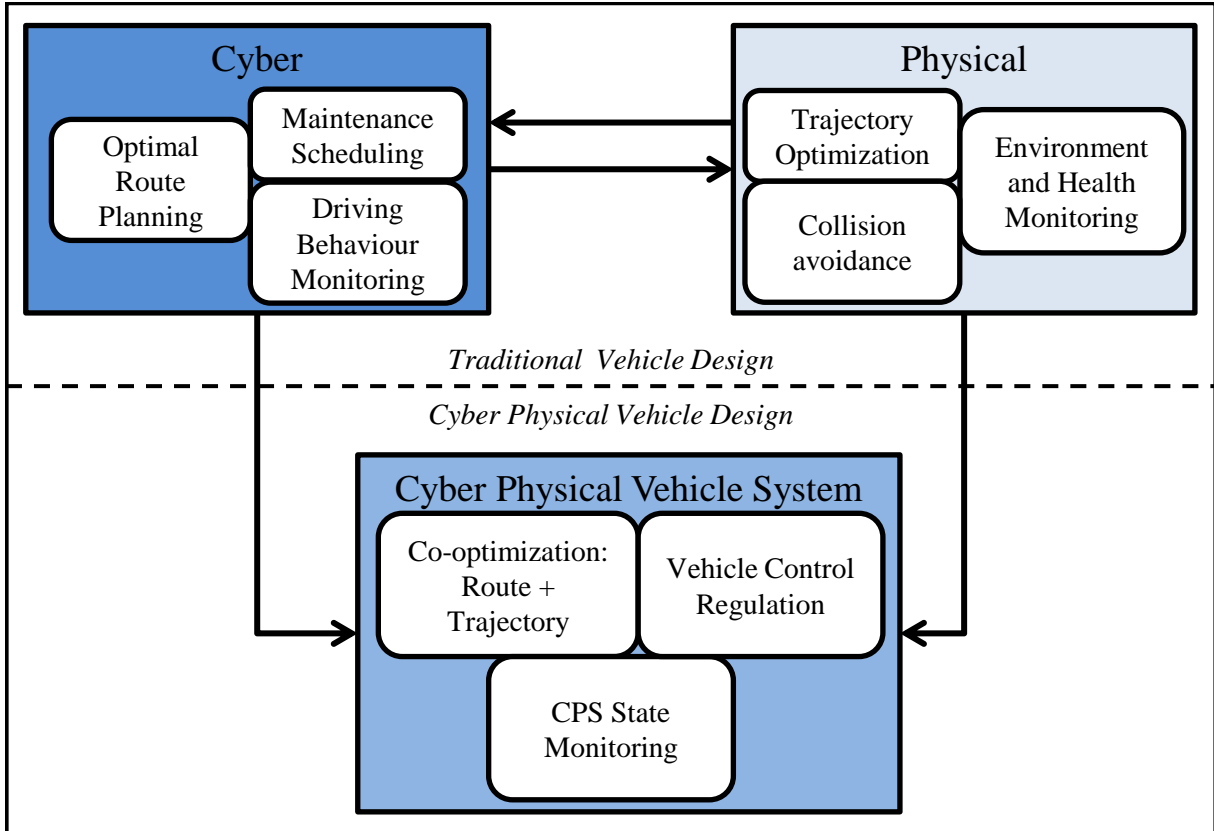 Cyber
Optimal
Route
Planning
Maintenance
Scheduling
Driving
Behaviour
Monitoring
Physical
Trajectory
Optimization
Collision
avoidance
Environment
and Health
Monitoring
Traditional Vehicle Design
Cyber Physical Vehicle Design
Cyber Physical Vehicle System
Co-optimization:
Route +
Trajectory
Vehicle Control
Regulation
CPS State
Monitoring